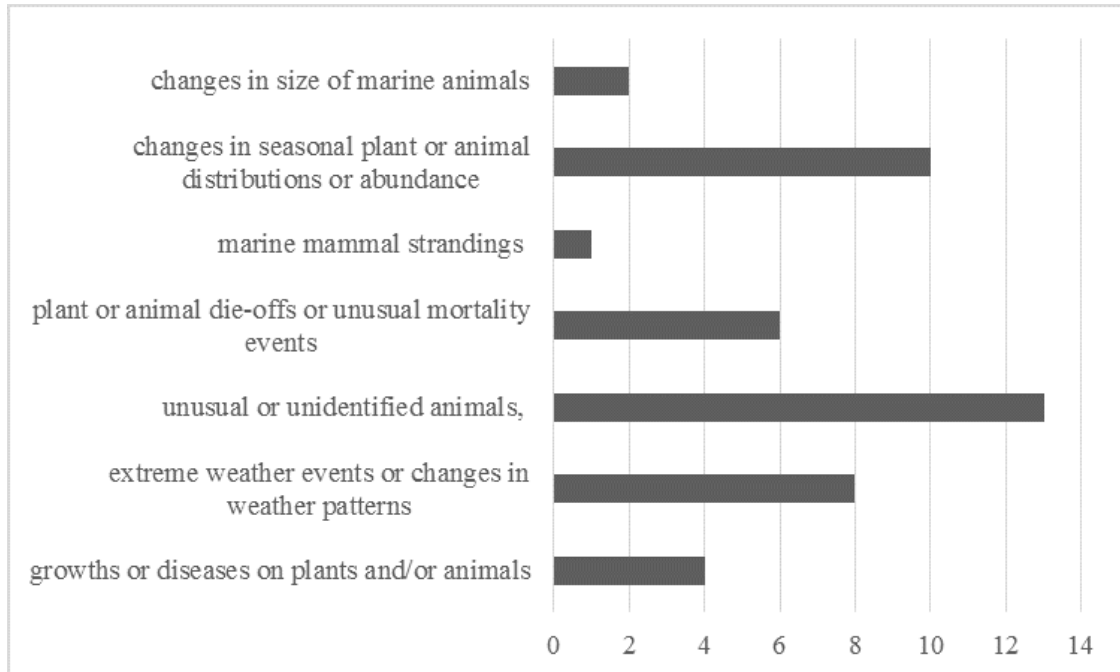 changes in size of marine animals
changes in seasonal plant or animal
distributions or abundance
marine mammal strandings
plant or animal die-offs or unusual mortality
events
unusual or unidentified animals,
extreme weather events or changes in
weather patterns
growths or diseases on plants and/or animals
0 2 4 6 8 10 12 14